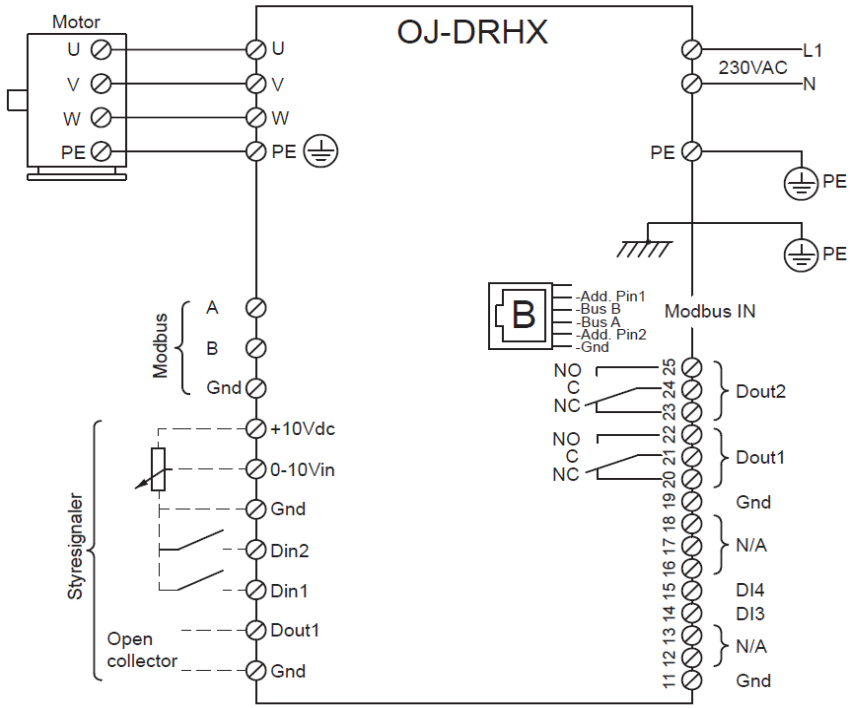 Motor
OJ-DRHX
U U
V V
W W
PE PE
L1
230VAC
N
PE
PE
PE
Modbus
A
B
Gnd
B
-Add. Pin1
-Bus B
-Bus A
-Add. Pin2
-Gnd
Modbus IN
Styresignaler
+10Vdc
0-10Vin
Gnd
Din2
Din1
Dout1
Gnd
Open
collector
NO 25
C 24
NC 23
Dout2
NO 22
C 21
NC 20
Dout1
19 Gnd
18
17 N/A
16
15 DI4
14 DI3
13
N/A
12
11 Gnd